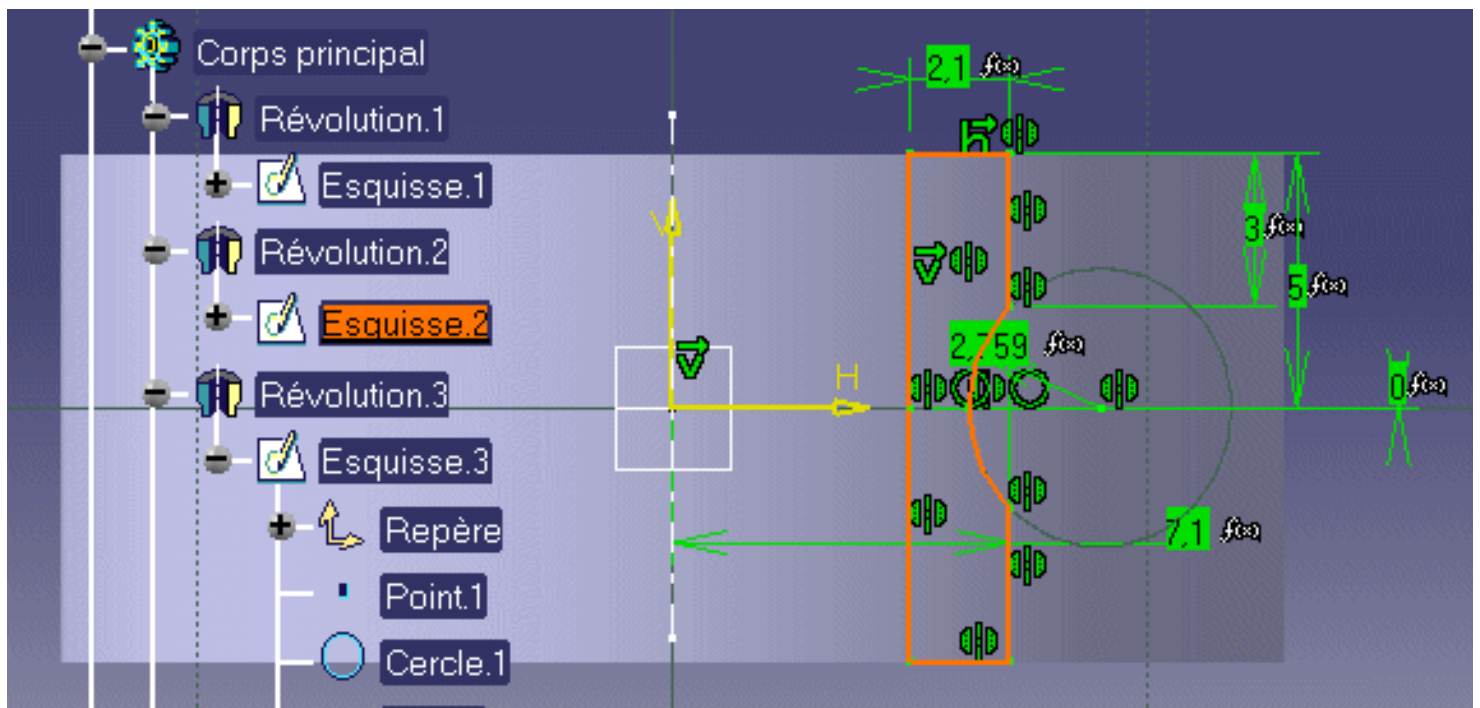 Corps principal
2,1 f(x)
Révolution.1
Esquisse.1
3 f(x)
Révolution.2
5 f(x)
Esquisse.2
2,759 f(x)
V
H
0 f(x)
Révolution.3
Esquisse.3
Repère
7,1 f(x)
Point.1
Cercle.1